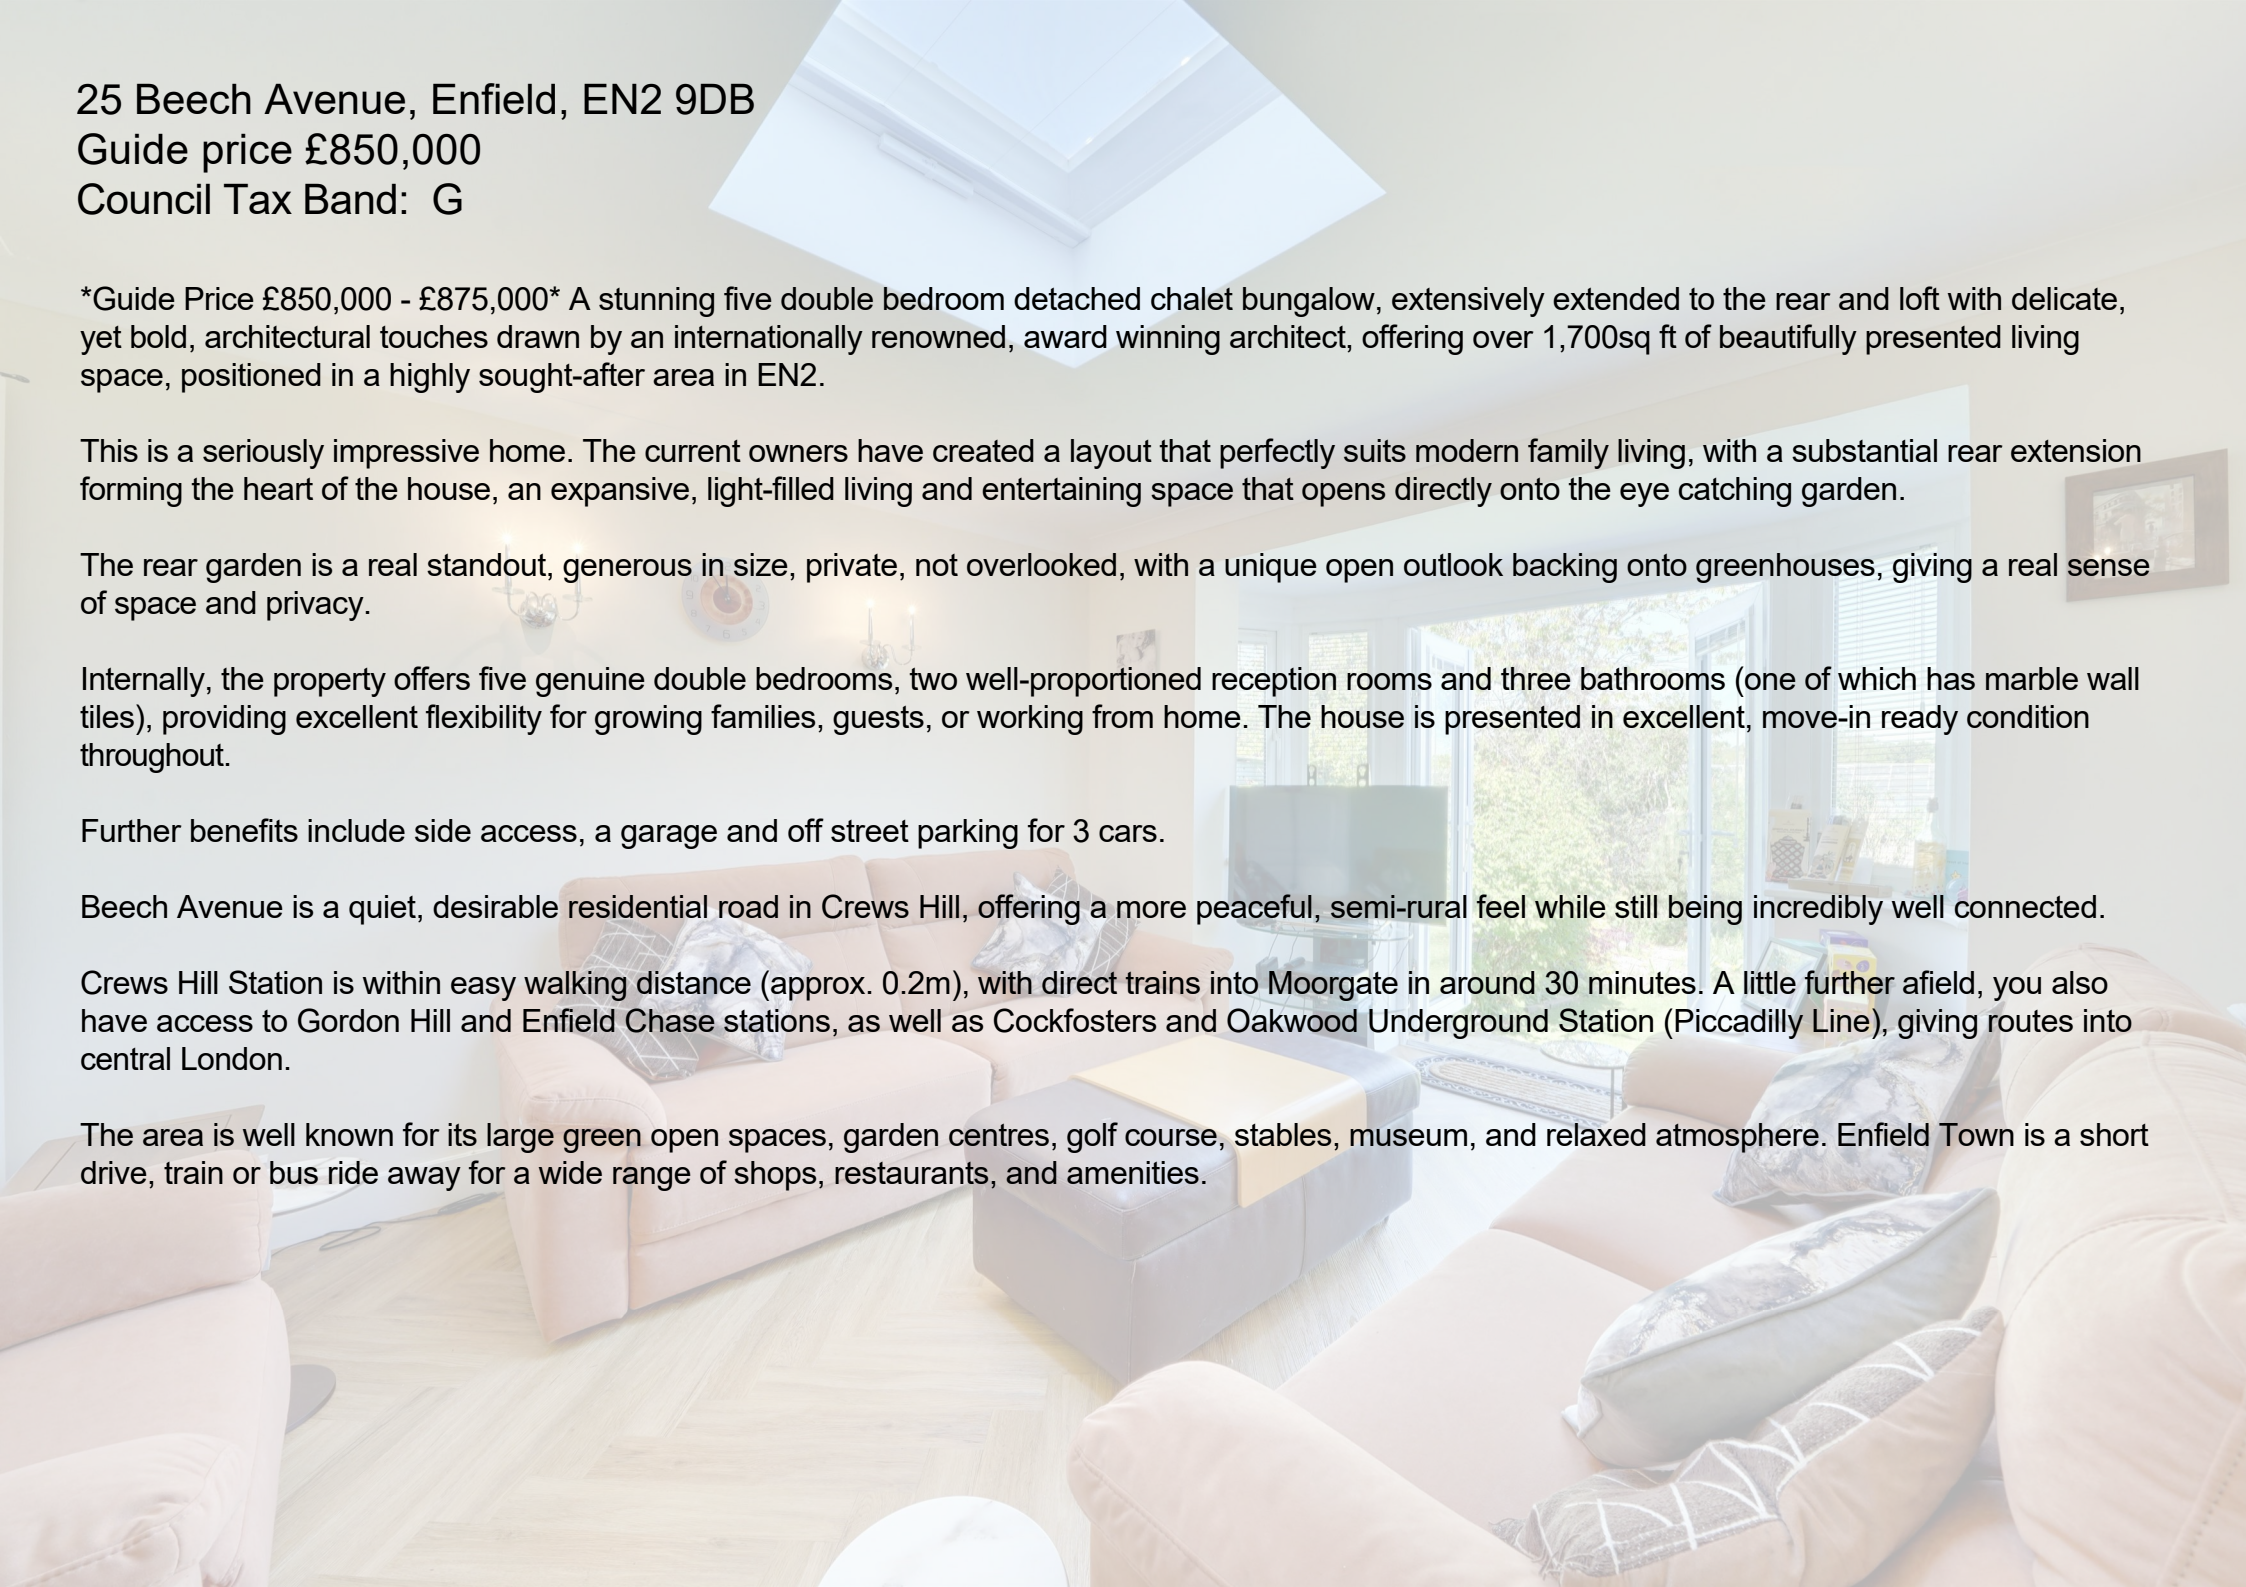 25 Beech Avenue, Enfield, EN2 9DB
Guide price £850,000
Council Tax Band:  G
*Guide Price £850,000 - £875,000* A stunning five double bedroom detached chalet bungalow, extensively extended to the rear and loft with delicate,
yet bold, architectural touches drawn by an internationally renowned, award winning architect, offering over 1,700sq ft of beautifully presented living
space, positioned in a highly sought-after area in EN2.
This is a seriously impressive home. The current owners have created a layout that perfectly suits modern family living, with a substantial rear extension
forming the heart of the house, an expansive, light-filled living and entertaining space that opens directly onto the eye catching garden.
The rear garden is a real standout, generous in size, private, not overlooked, with a unique open outlook backing onto greenhouses, giving a real sense
of space and privacy.
Internally, the property offers five genuine double bedrooms, two well-proportioned reception rooms and three bathrooms (one of which has marble wall
tiles), providing excellent flexibility for growing families, guests, or working from home. The house is presented in excellent, move-in ready condition
throughout.
Further benefits include side access, a garage and off street parking for 3 cars.
Beech Avenue is a quiet, desirable residential road in Crews Hill, offering a more peaceful, semi-rural feel while still being incredibly well connected.
Crews Hill Station is within easy walking distance (approx. 0.2m), with direct trains into Moorgate in around 30 minutes. A little further afield, you also
have access to Gordon Hill and Enfield Chase stations, as well as Cockfosters and Oakwood Underground Station (Piccadilly Line), giving routes into
central London.
The area is well known for its large green open spaces, garden centres, golf course, stables, museum, and relaxed atmosphere. Enfield Town is a short
drive, train or bus ride away for a wide range of shops, restaurants, and amenities.